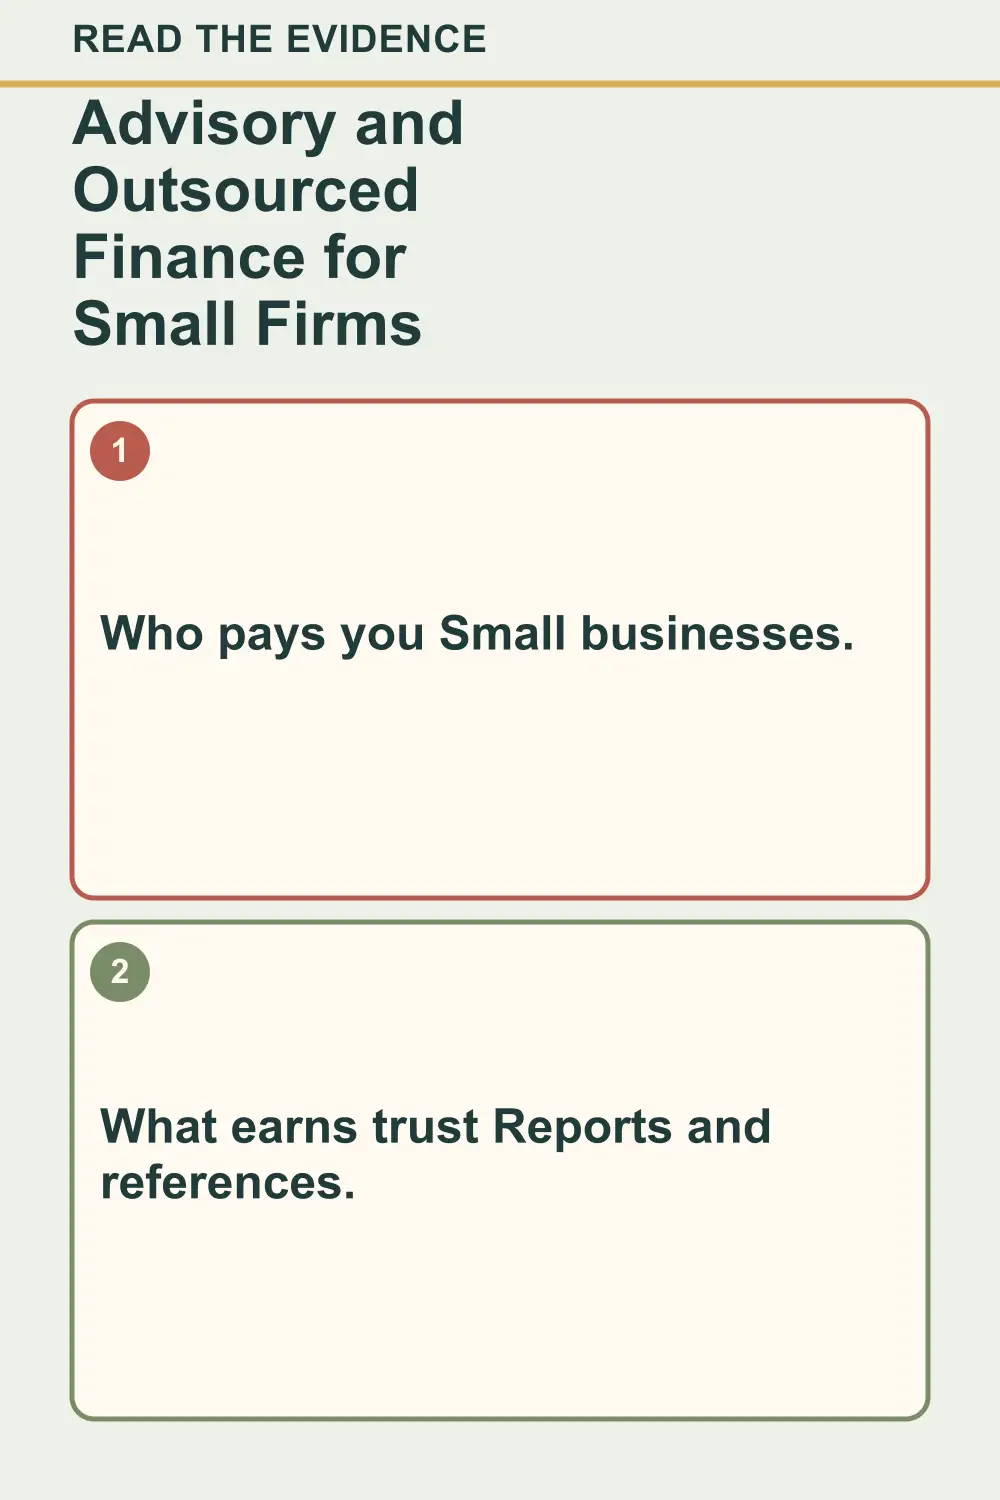 READ THE EVIDENCE
Advisory and
Outsourced
Finance for
Small Firms
1
Who pays you Small businesses.
2
What earns trust Reports and
references.